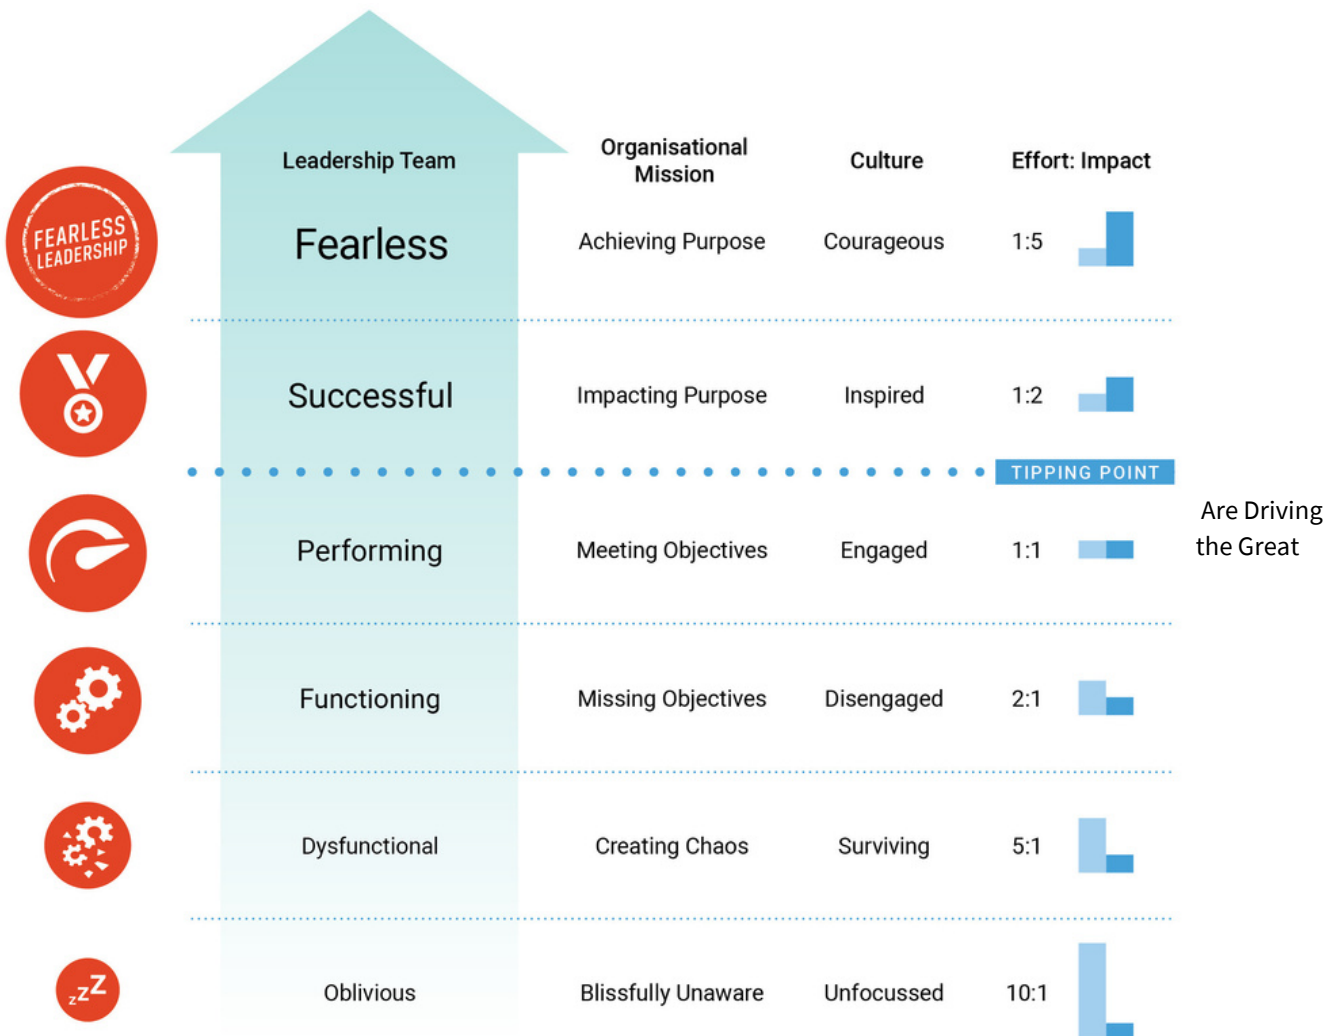 Leadership Team
Organisational
Mission
Culture
Effort: Impact
FEARLESS
LEADERSHIP
Fearless
Achieving Purpose
Courageous
1:5
Successful
Impacting Purpose
Inspired
1:2
TIPPING POINT
Are Driving
the Great
Performing
Meeting Objectives
Engaged
1:1
Functioning
Missing Objectives
Disengaged
2:1
Dysfunctional
Creating Chaos
Surviving
5:1
zzZ
Oblivious
Blissfully Unaware
Unfocussed
10:1